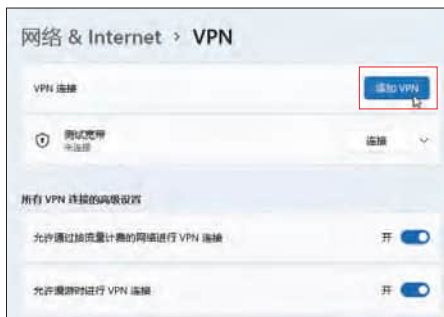 网络 & Internet › VPN
VPN 连接
添加 VPN
测试宽带
未连接
连接
所有 VPN 连接的高级设置
允许通过按流量计费的网络进行 VPN 连接
开
允许漫游时进行 VPN 连接
开